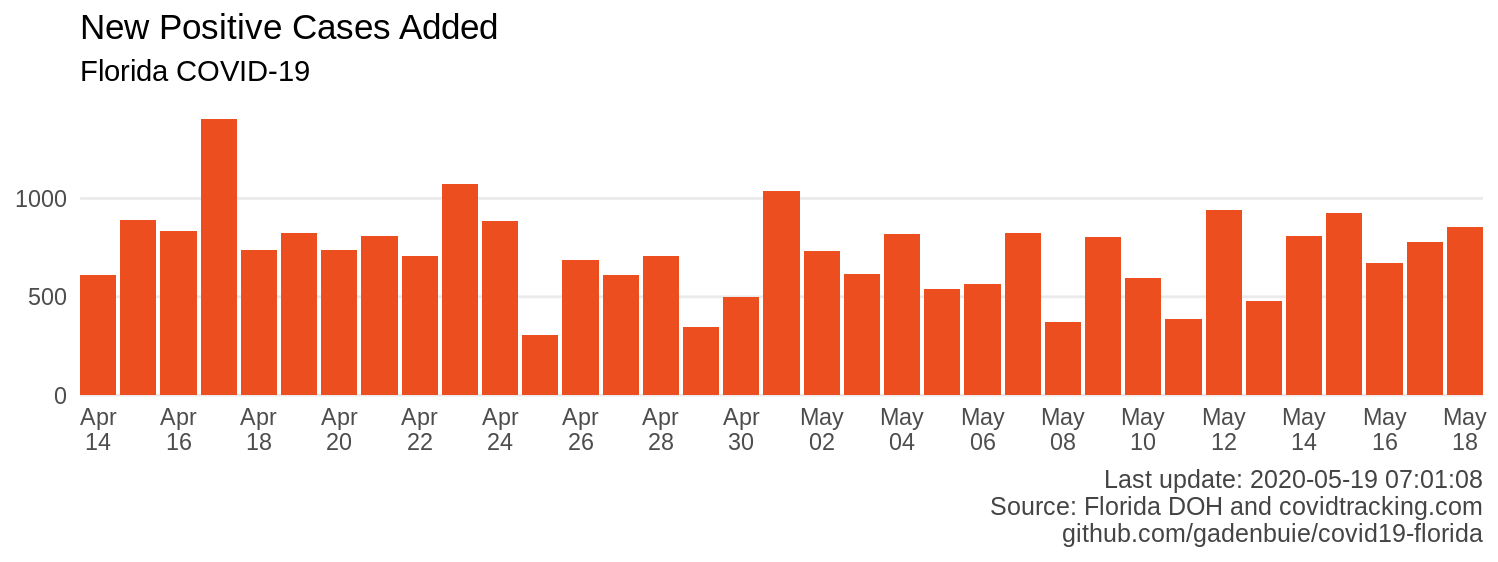 New Positive Cases Added
Florida COVID-19
1000
500
0
Apr Apr Apr Apr Apr Apr Apr Apr Apr May May May May May May May May May
14 16 18 20 22 24 26 28 30 02 04 06 08 10 12 14 16 18
Last update: 2020-05-19 07:01:08
Source: Florida DOH and covidtracking.com
github.com/gadenbuie/covid19-florida